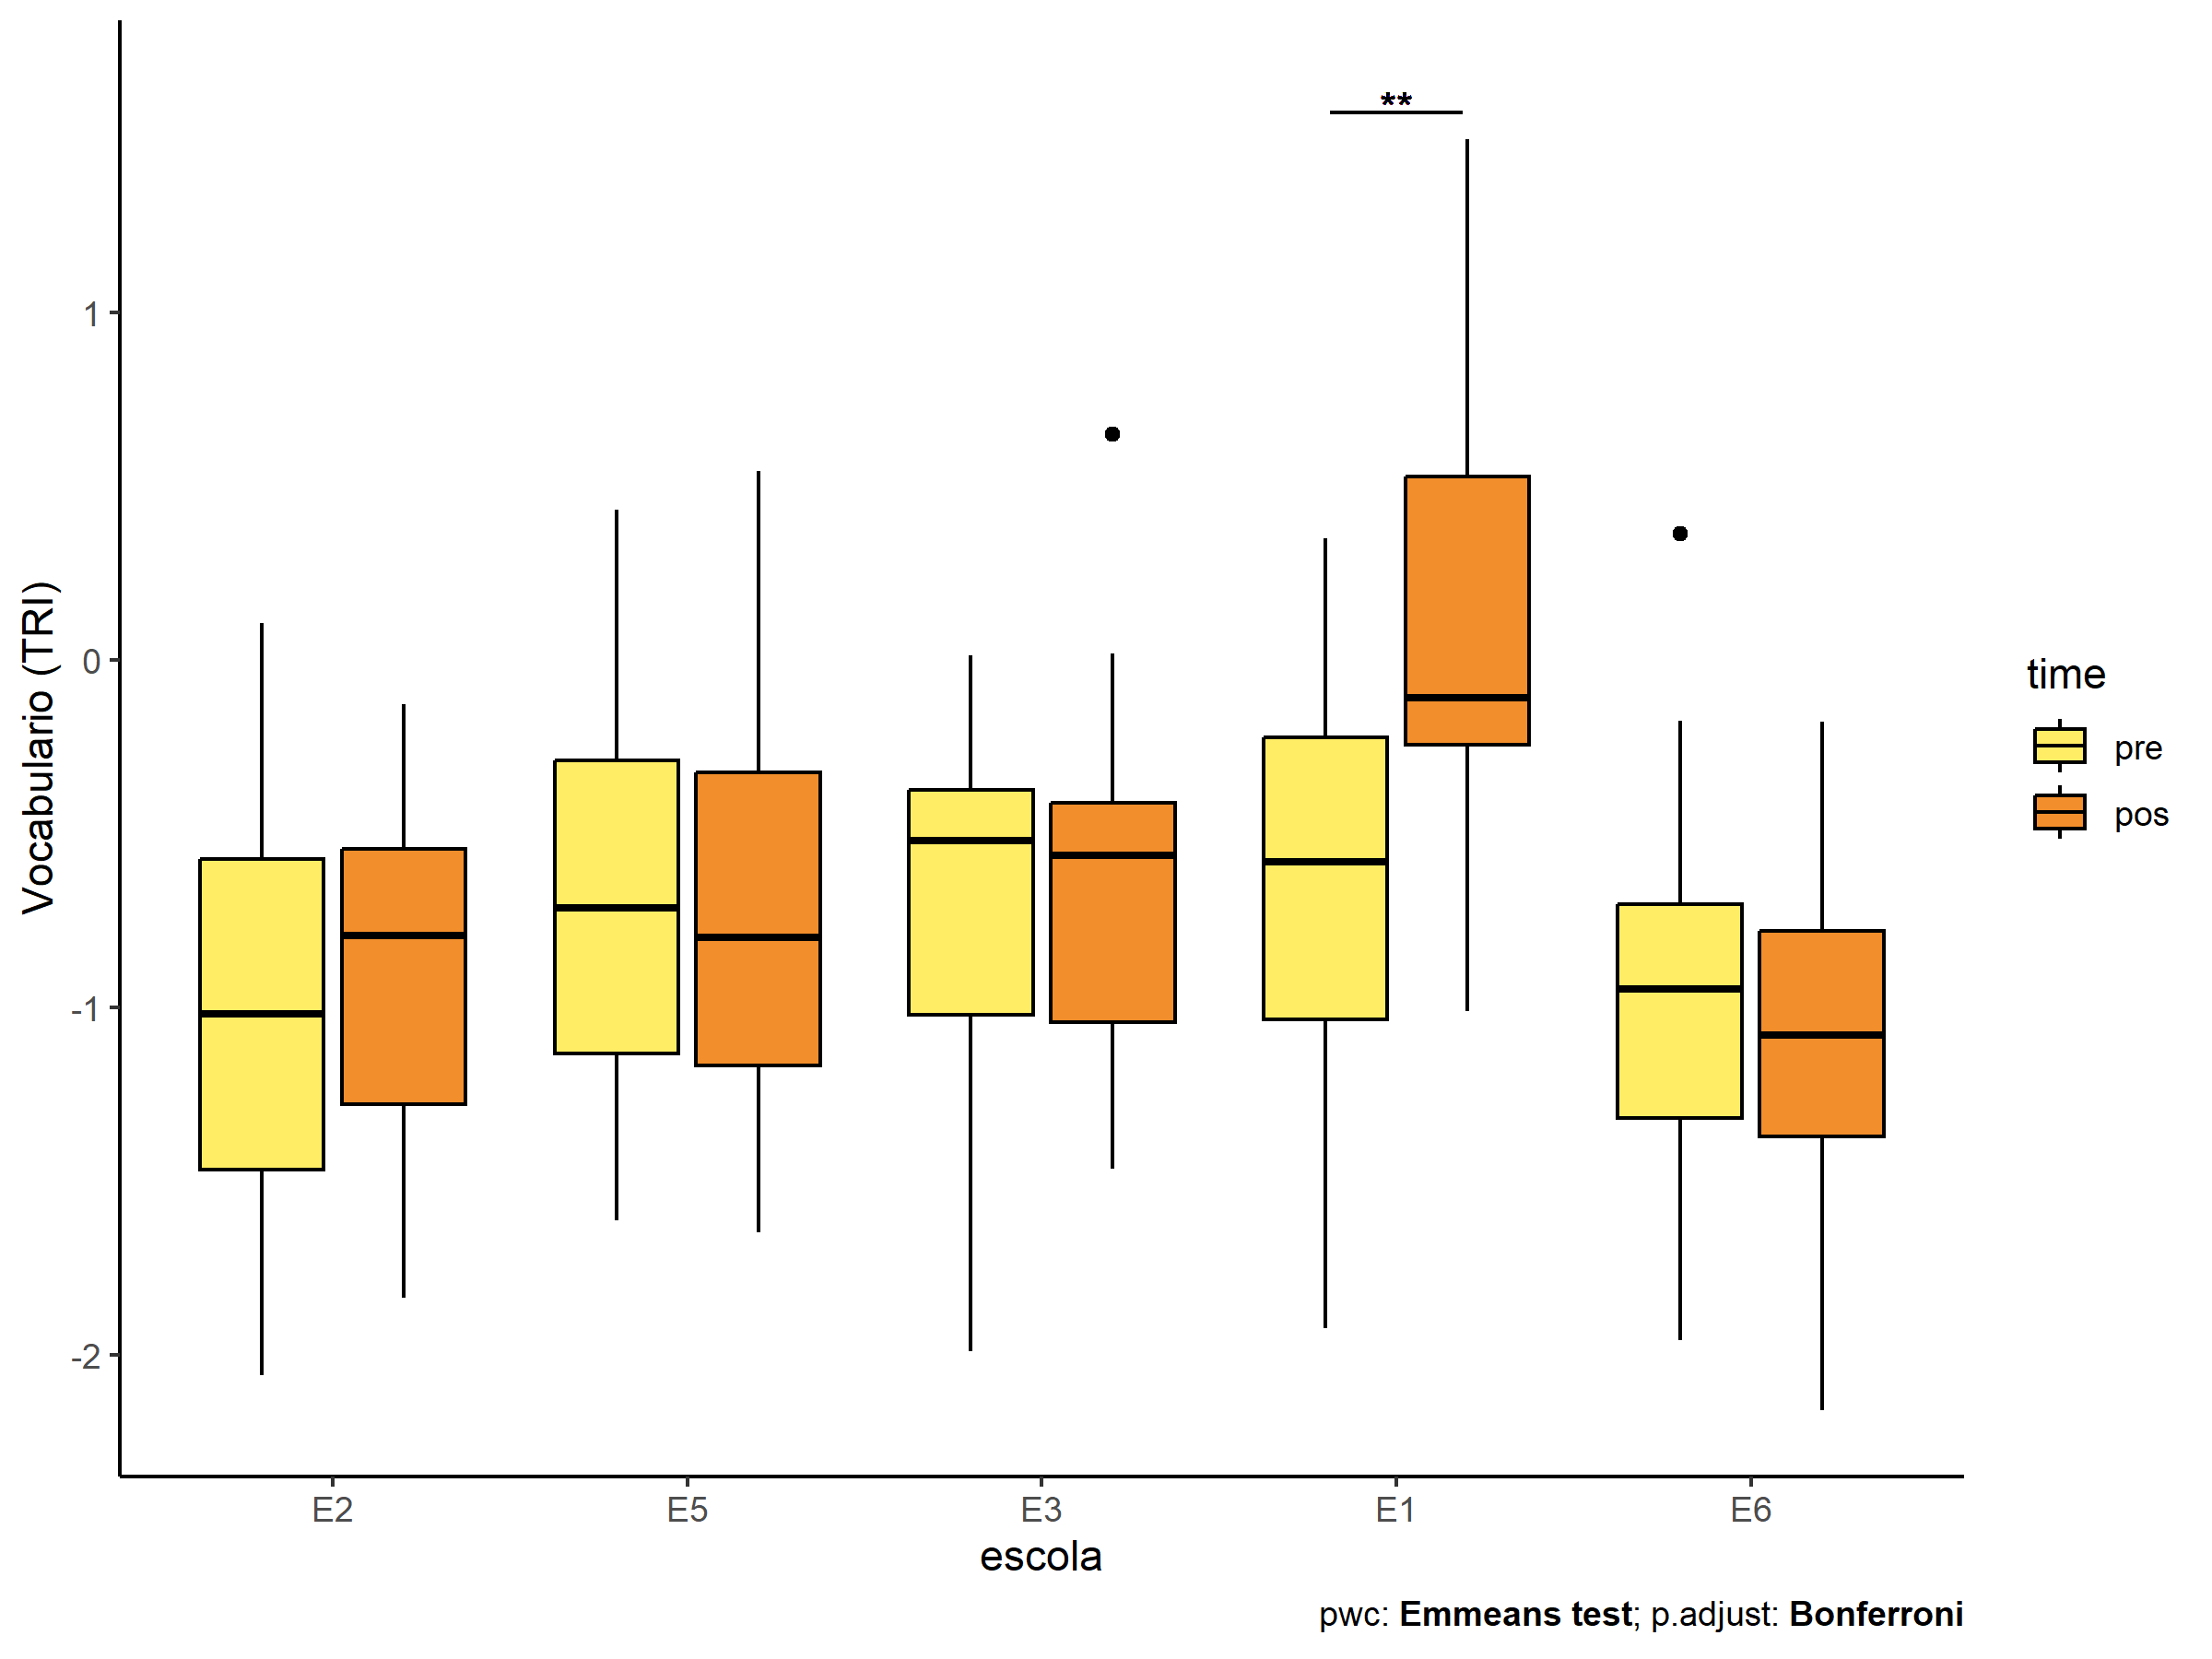 **
1
0
-1
-2
Vocabulario (TRI)
E2
E5
E3
E1
E6
escola
time
pre
pos
pwc: Emmeans test; p.adjust: Bonferroni